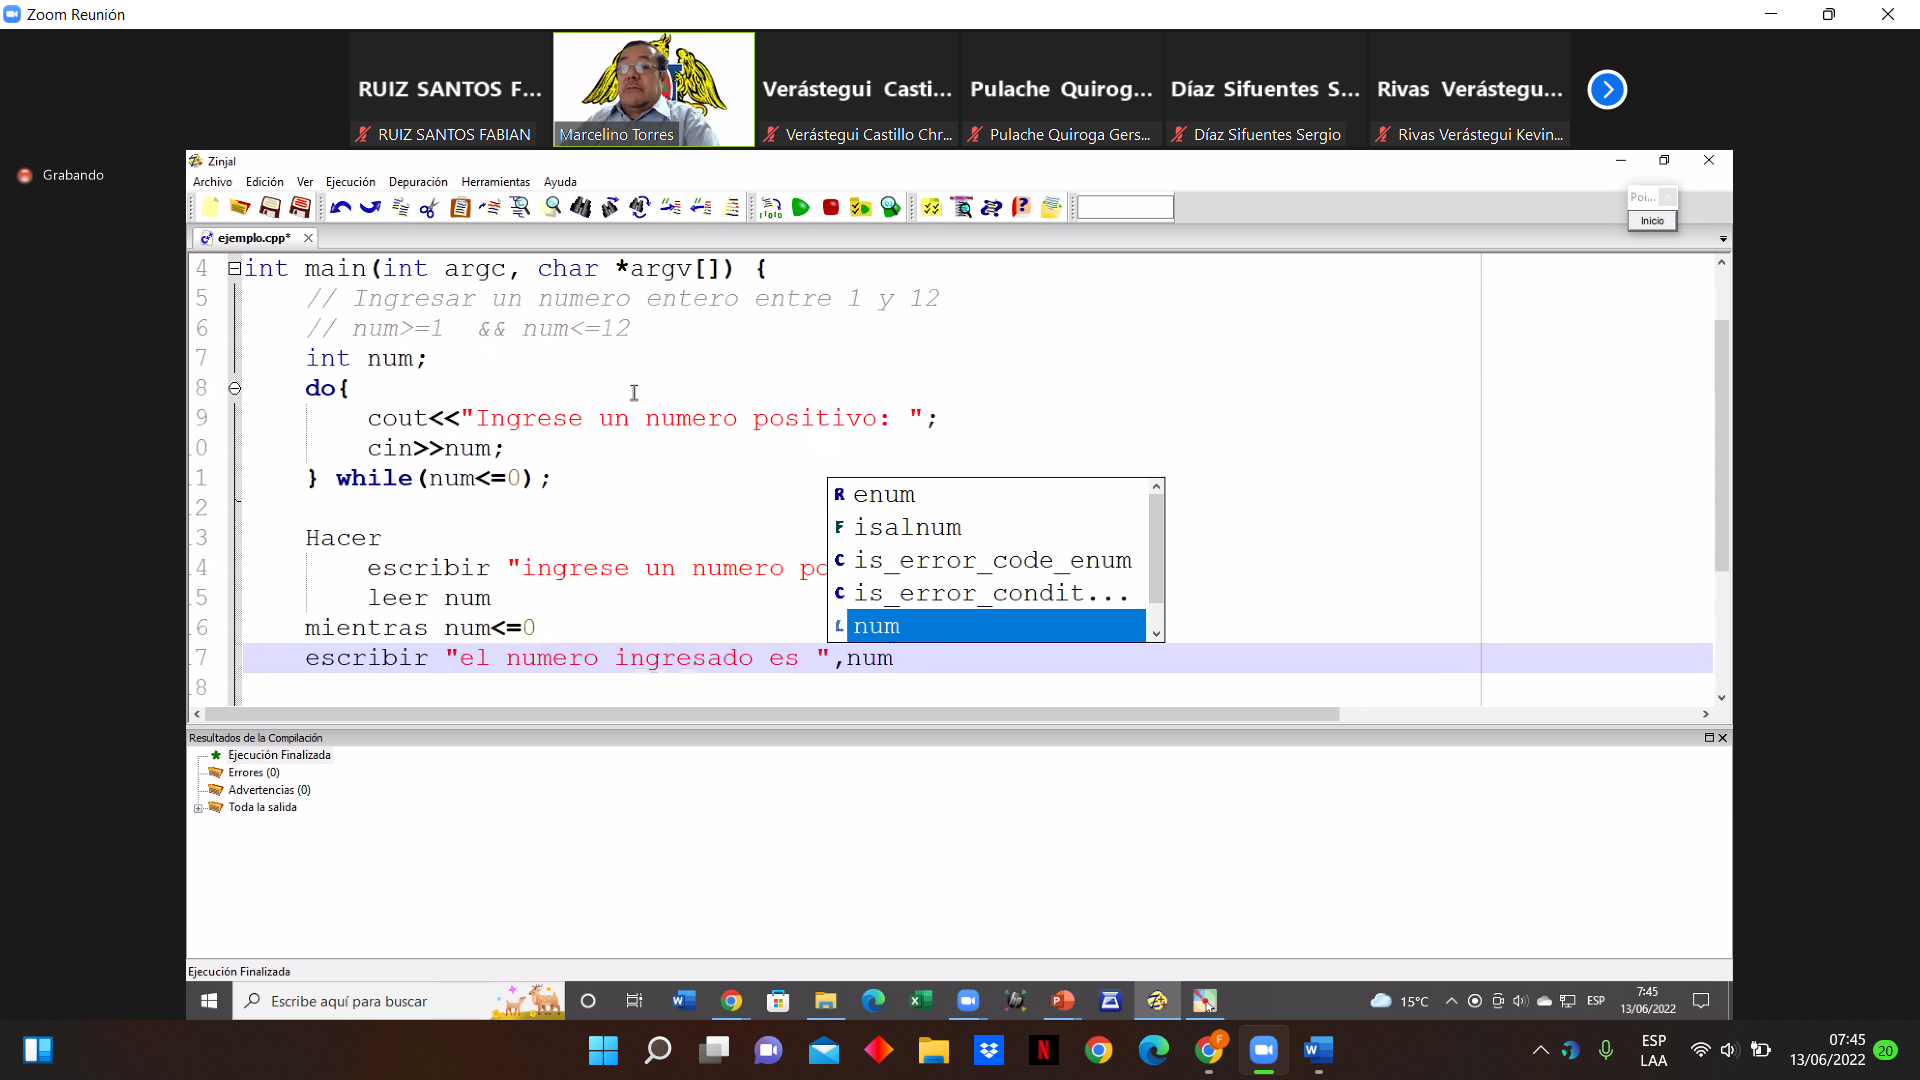 Zoom Reunión
RUIZ SANTOS F...
Verástegui Casti...
Pulache Quirog...
Díaz Sifuentes S...
Rivas Verástegu...
RUIZ SANTOS FABIAN
Marcelino Torres
Verástegui Castillo Chr...
Pulache Quiroga Gers...
Díaz Sifuentes Sergio
Rivas Verástegui Kevin...
Grabando
Zinjal
Archivo Edición Ver Ejecución Depuración Herramientas Ayuda
Poi...
Inicio
ejemplo.cpp*
4 int main(int argc, char *argv[]) {
5 // Ingresar un numero entero entre 1 y 12
6 // num>=1 && num<=12
7 int num;
8 do{
9 cout<<"Ingrese un numero positivo: ";
0 cin>>num;
1 } while(num<=0);
2
3 Hacer
4 escribir "ingrese un numero po
5 leer num
6 mientras num<=0
7 escribir "el numero ingresado es ",num
8
R enum
F isalnum
C is_error_code_enum
C is_error_condit...
L num
Resultados de la Compilación
Ejecución Finalizada
Errores (0)
Advertencias (0)
Toda la salida
Ejecución Finalizada
Escribe aquí para buscar
15°C
ESP
7:45
13/06/2022
ESP
LAA
07:45
13/06/2022
20